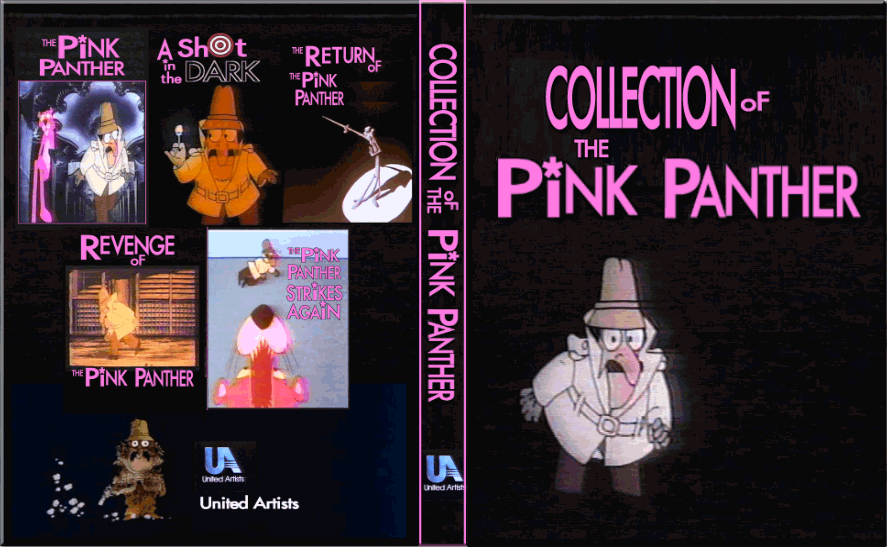 THE PINK
PANTHER
A Shot
in
the DARK
THE RETURN
OF
THE PINK
PANTHER
REVENGE
OF
THE PINK PANTHER
THE PINK
PANTHER
STRIKES
AGAIN
UA
United Artists
United Artists
COLLECTION OF THE PINK PANTHER
UA
United Artists
COLLECTION OF
THE
PINK PANTHER